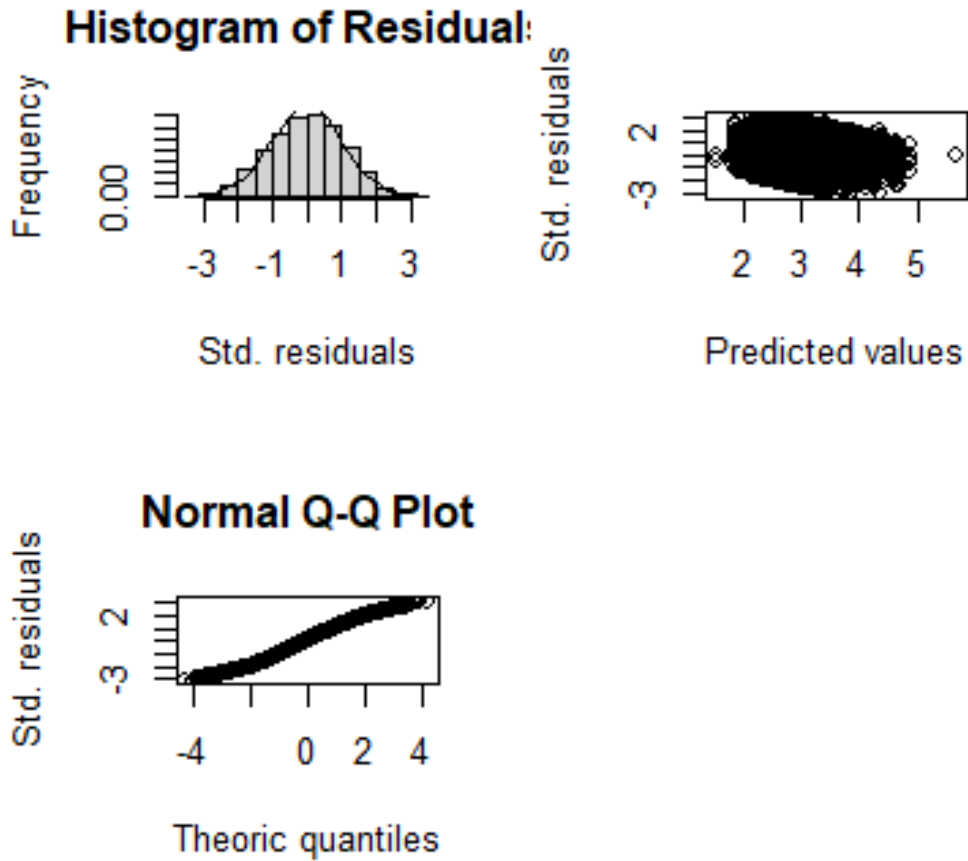 Histogram of Residuals
Frequency
0.00
-3 -1 1 3
Std. residuals
Std. residuals
2
-3
2 3 4 5
Predicted values
Normal Q-Q Plot
Std. residuals
2
-3
-4 0 2 4
Theoric quantiles